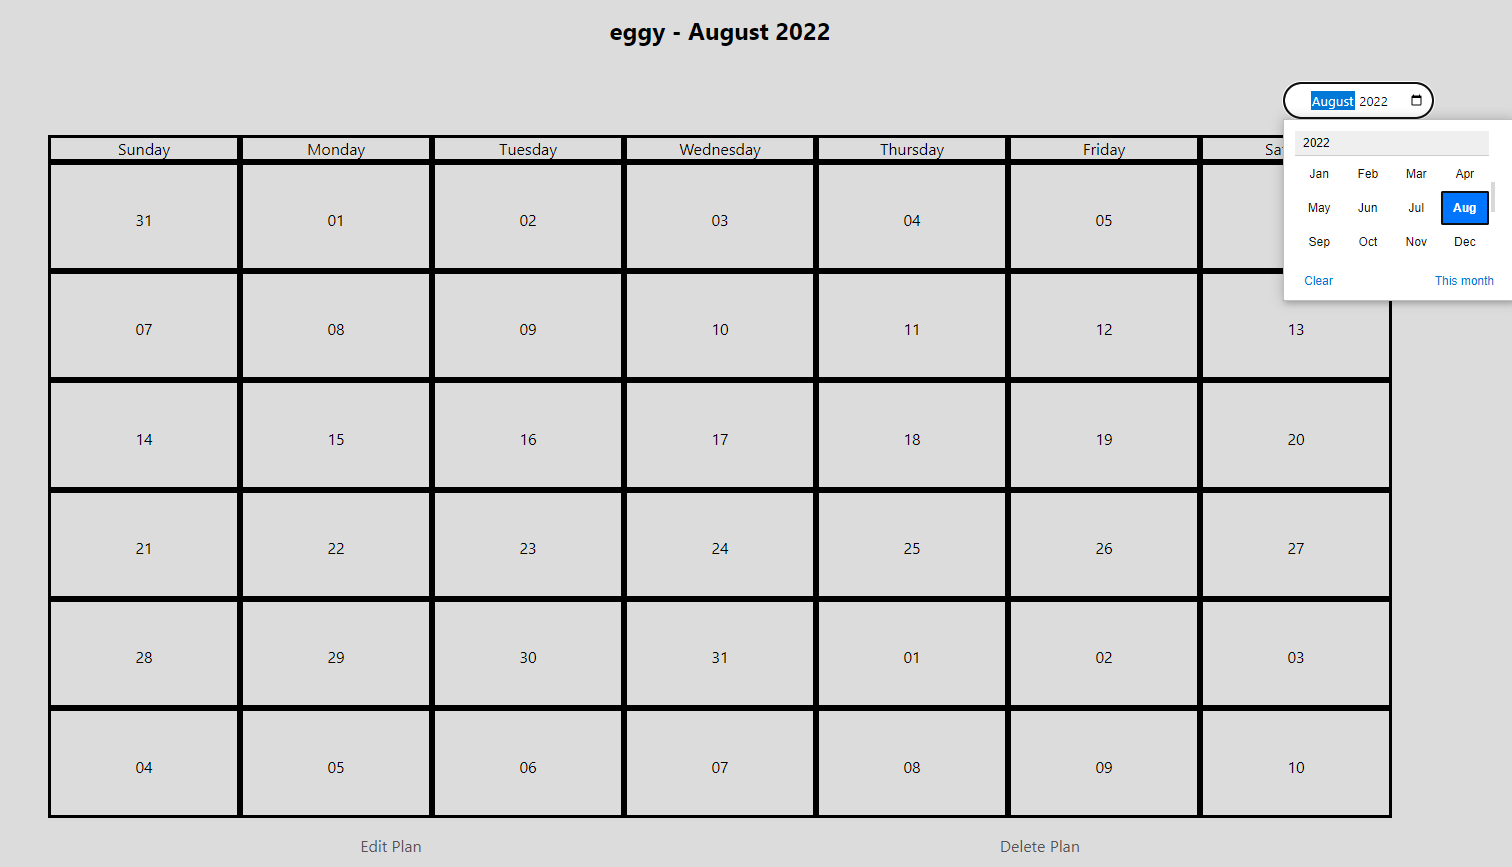 eggy - August 2022
August 2022
2022
Jan Feb Mar Apr
May Jun Jul Aug
Sep Oct Nov Dec
Clear This month
Sunday Monday Tuesday Wednesday Thursday Friday
31 01 02 03 04 05
07 08 09 10 11 12 13
14 15 16 17 18 19 20
21 22 23 24 25 26 27
28 29 30 31 01 02 03
04 05 06 07 08 09 10
Edit Plan Delete Plan